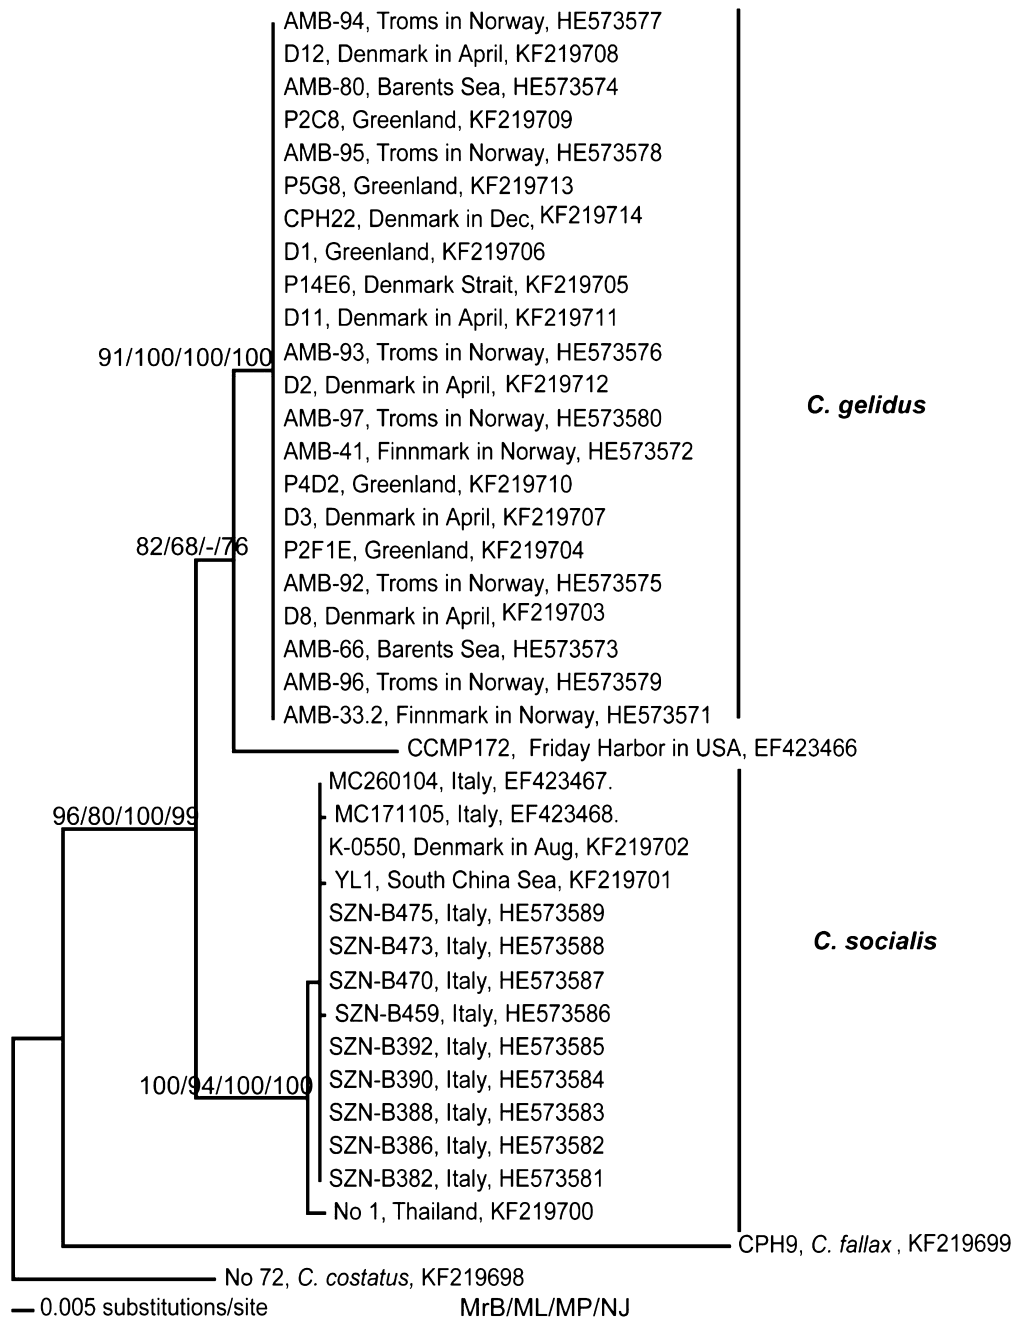 AMB-94, Troms in Norway, HE573577
D12, Denmark in April, KF219708
AMB-80, Barents Sea, HE573574
P2C8, Greenland, KF219709
AMB-95, Troms in Norway, HE573578
P5G8, Greenland, KF219713
CPH22, Denmark in Dec, KF219714
D1, Greenland, KF219706
P14E6, Denmark Strait, KF219705
D11, Denmark in April, KF219711
91/100/100/100
AMB-93, Troms in Norway, HE573576
D2, Denmark in April, KF219712
C. gelidus
AMB-97, Troms in Norway, HE573580
AMB-41, Finnmark in Norway, HE573572
P4D2, Greenland, KF219710
D3, Denmark in April, KF219707
82/68/-/76
P2F1E, Greenland, KF219704
AMB-92, Troms in Norway, HE573575
D8, Denmark in April, KF219703
AMB-66, Barents Sea, HE573573
AMB-96, Troms in Norway, HE573579
AMB-33.2, Finnmark in Norway, HE573571
CCMP172, Friday Harbor in USA, EF423466
MC260104, Italy, EF423467.
96/80/100/99
MC171105, Italy, EF423468.
K-0550, Denmark in Aug, KF219702
YL1, South China Sea, KF219701
SZN-B475, Italy, HE573589
SZN-B473, Italy, HE573588
C. socialis
SZN-B470, Italy, HE573587
SZN-B459, Italy, HE573586
SZN-B392, Italy, HE573585
SZN-B390, Italy, HE573584
100/94/100/100
SZN-B388, Italy, HE573583
SZN-B386, Italy, HE573582
SZN-B382, Italy, HE573581
No 1, Thailand, KF219700
CPH9, C. fallax , KF219699
No 72, C. costatus, KF219698
0.005 substitutions/site
MrB/ML/MP/NJ